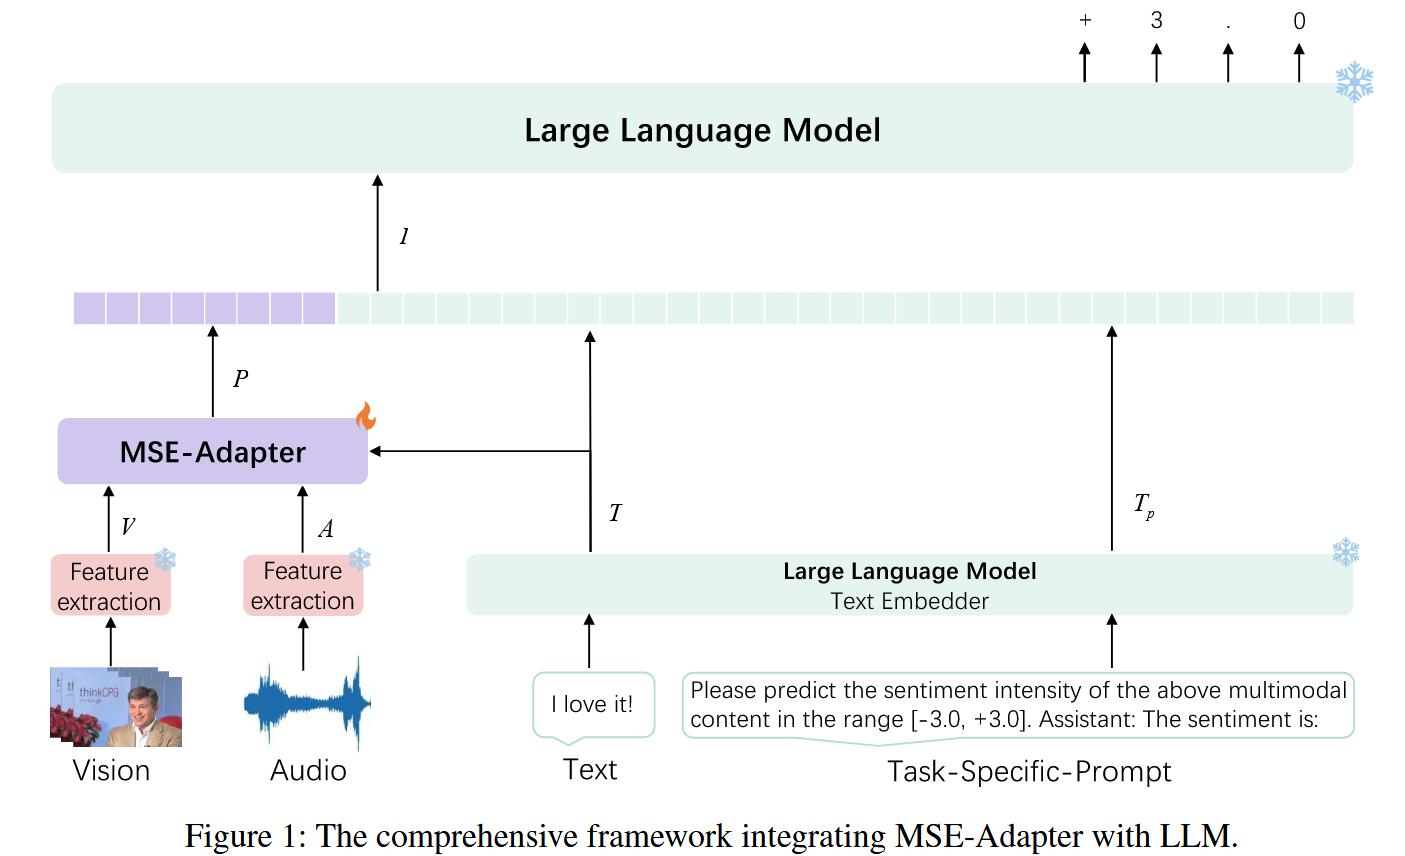 + 3 . 0
Large Language Model
I
P
MSE-Adapter
V
A
T
Tp
Feature
extraction
Feature
extraction
Large Language Model
Text Embedder
thinkCPG
I love it!
Please predict the sentiment intensity of the above multimodal
content in the range [-3.0, +3.0]. Assistant: The sentiment is:
Vision
Audio
Text
Task-Specific-Prompt
Figure 1: The comprehensive framework integrating MSE-Adapter with LLM.